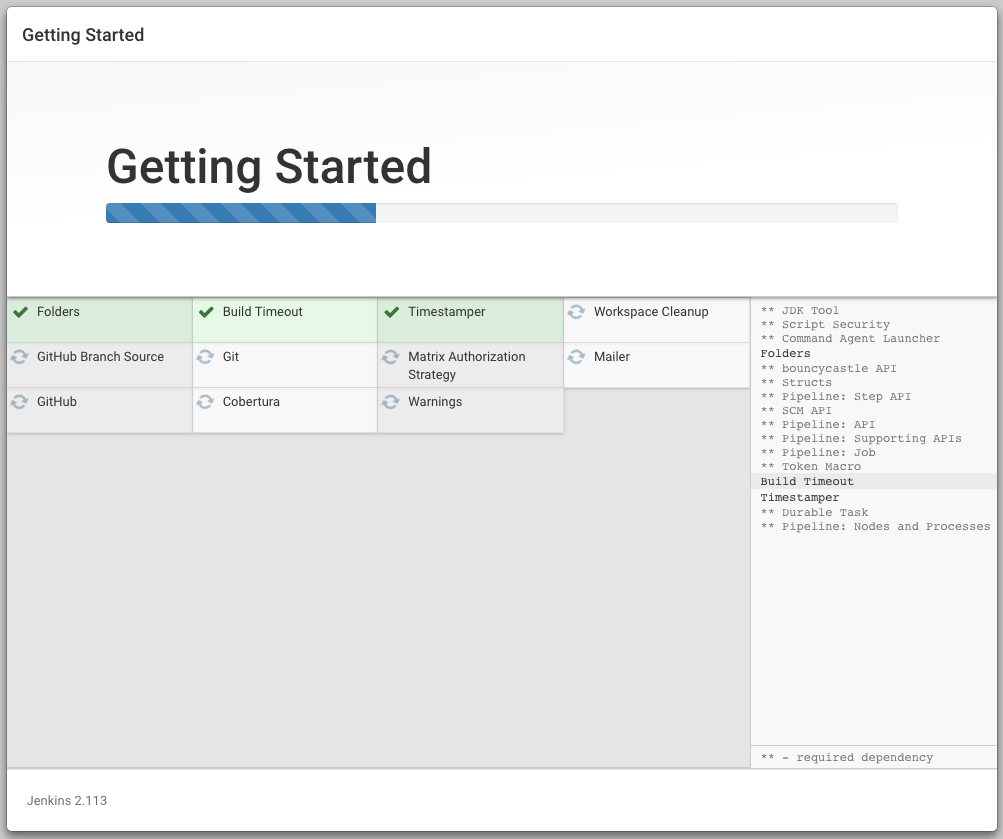 Getting Started
Getting Started
Folders
Build Timeout
Timestamper
Workspace Cleanup
GitHub Branch Source
Git
Matrix Authorization
Strategy
Mailer
GitHub
Cobertura
Warnings
** JDK Tool
** Script Security
** Command Agent Launcher
Folders
** bouncycastle API
** Structs
** Pipeline: Step API
** SCM API
** Pipeline: API
** Pipeline: Supporting APIs
** Pipeline: Job
** Token Macro
Build Timeout
Timestamper
** Durable Task
** Pipeline: Nodes and Processes
** - required dependency
Jenkins 2.113